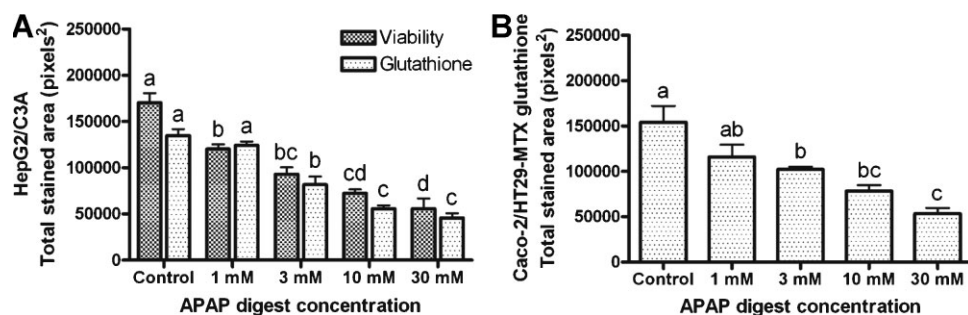 A
HepG2/C3A
Total stained area (pixels²)
250000
200000
150000
100000
50000
0
Viability
Glutathione
a
a
b
a
bc
b
cd
c
d
c
Control
1 mM
3 mM
10 mM
30 mM
APAP digest concentration
B
Caco-2/HT29-MTX glutathione
Total stained area (pixels²)
250000
200000
150000
100000
50000
0
a
ab
b
bc
c
Control
1 mM
3 mM
10 mM
30 mM
APAP digest concentration